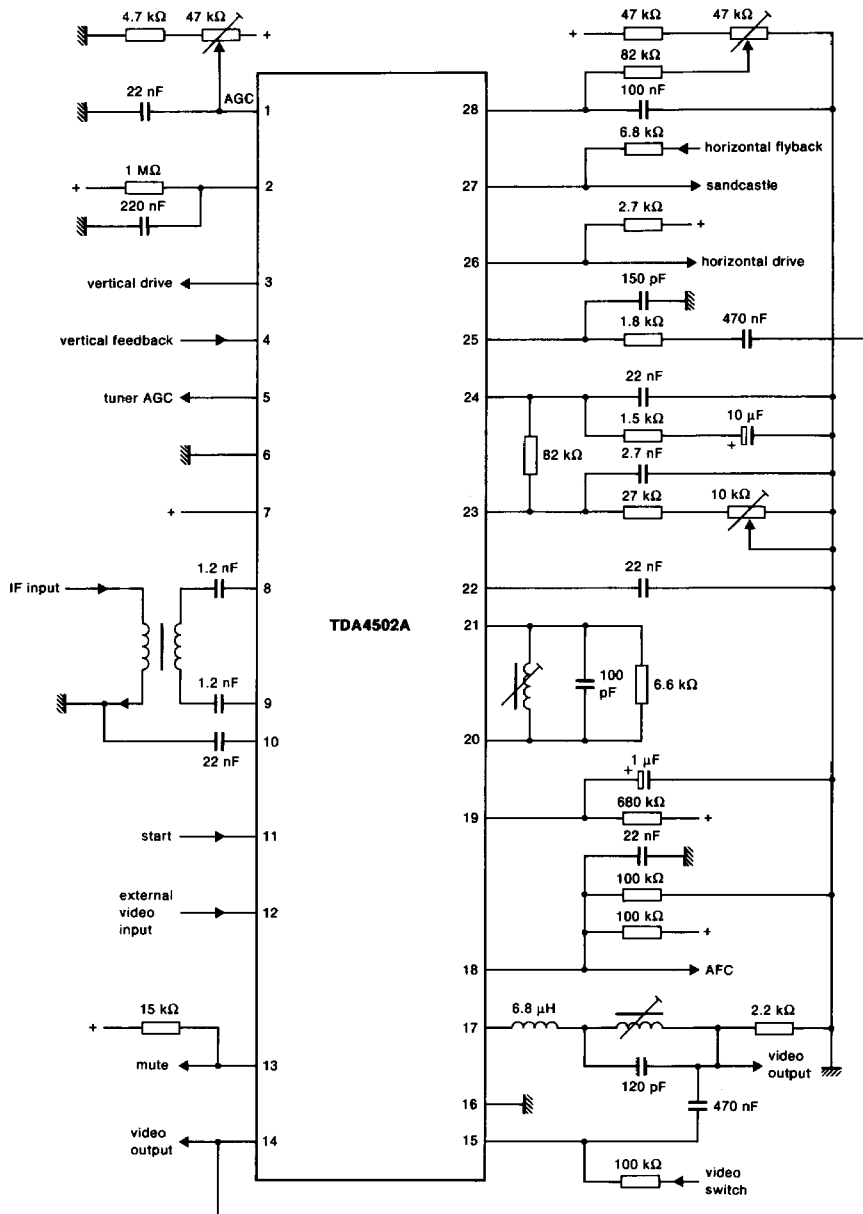 4.7 kΩ
47 kΩ
+
22 nF
AGC
1
1 MΩ
+
2
220 nF
vertical drive
3
vertical feedback
4
tuner AGC
5
6
+
7
IF input
1.2 nF
8
1.2 nF
9
10
22 nF
start
11
external
video
input
12
15 kΩ
+
mute
13
video
output
14
TDA4502A
47 kΩ
47 kΩ
+
82 kΩ
100 nF
28
6.8 kΩ
horizontal flyback
27
sandcastle
2.7 kΩ
+
26
horizontal drive
150 pF
1.8 kΩ
470 nF
25
22 nF
24
1.5 kΩ
10 µF
+
82 kΩ
2.7 nF
27 kΩ
10 kΩ
23
22 nF
22
21
100
pF
6.6 kΩ
20
1 µF
+
680 kΩ
19
+
22 nF
100 kΩ
100 kΩ
+
18
AFC
6.8 µH
2.2 kΩ
17
video
output
120 pF
16
470 nF
15
100 kΩ
video
switch